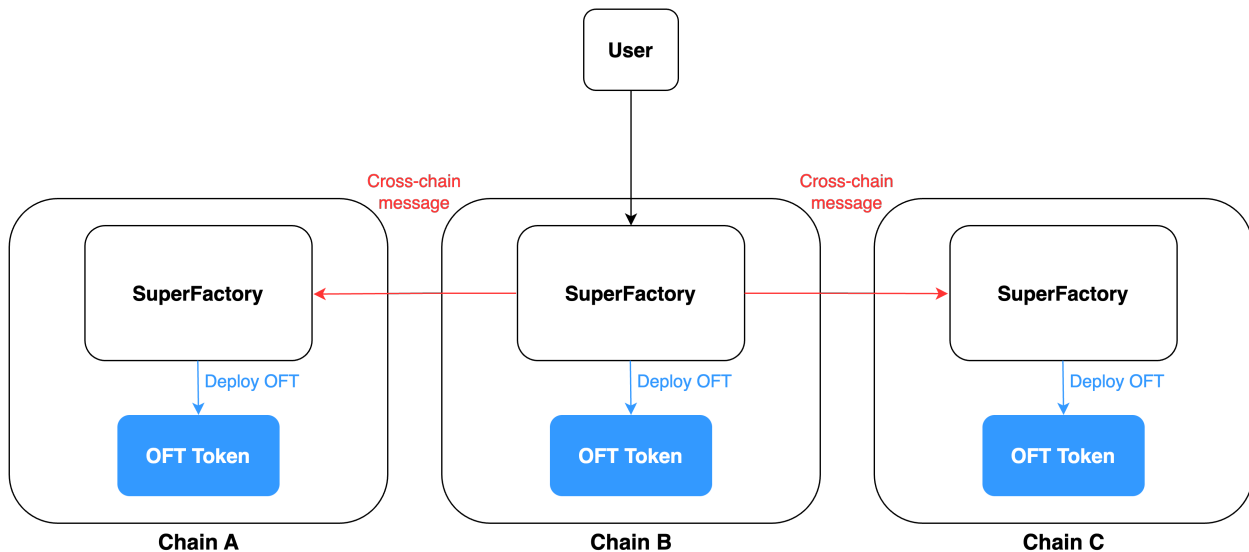 User
Cross-chain
message
Cross-chain
message
SuperFactory
SuperFactory
SuperFactory
Deploy OFT
Deploy OFT
Deploy OFT
OFT Token
OFT Token
OFT Token
Chain A
Chain B
Chain C